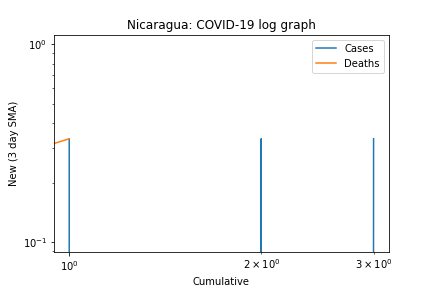 Nicaragua: COVID-19 log graph
Cases
Deaths
New (3 day SMA)
10⁰
10⁻¹
10⁰
2 × 10⁰
3 × 10⁰
Cumulative